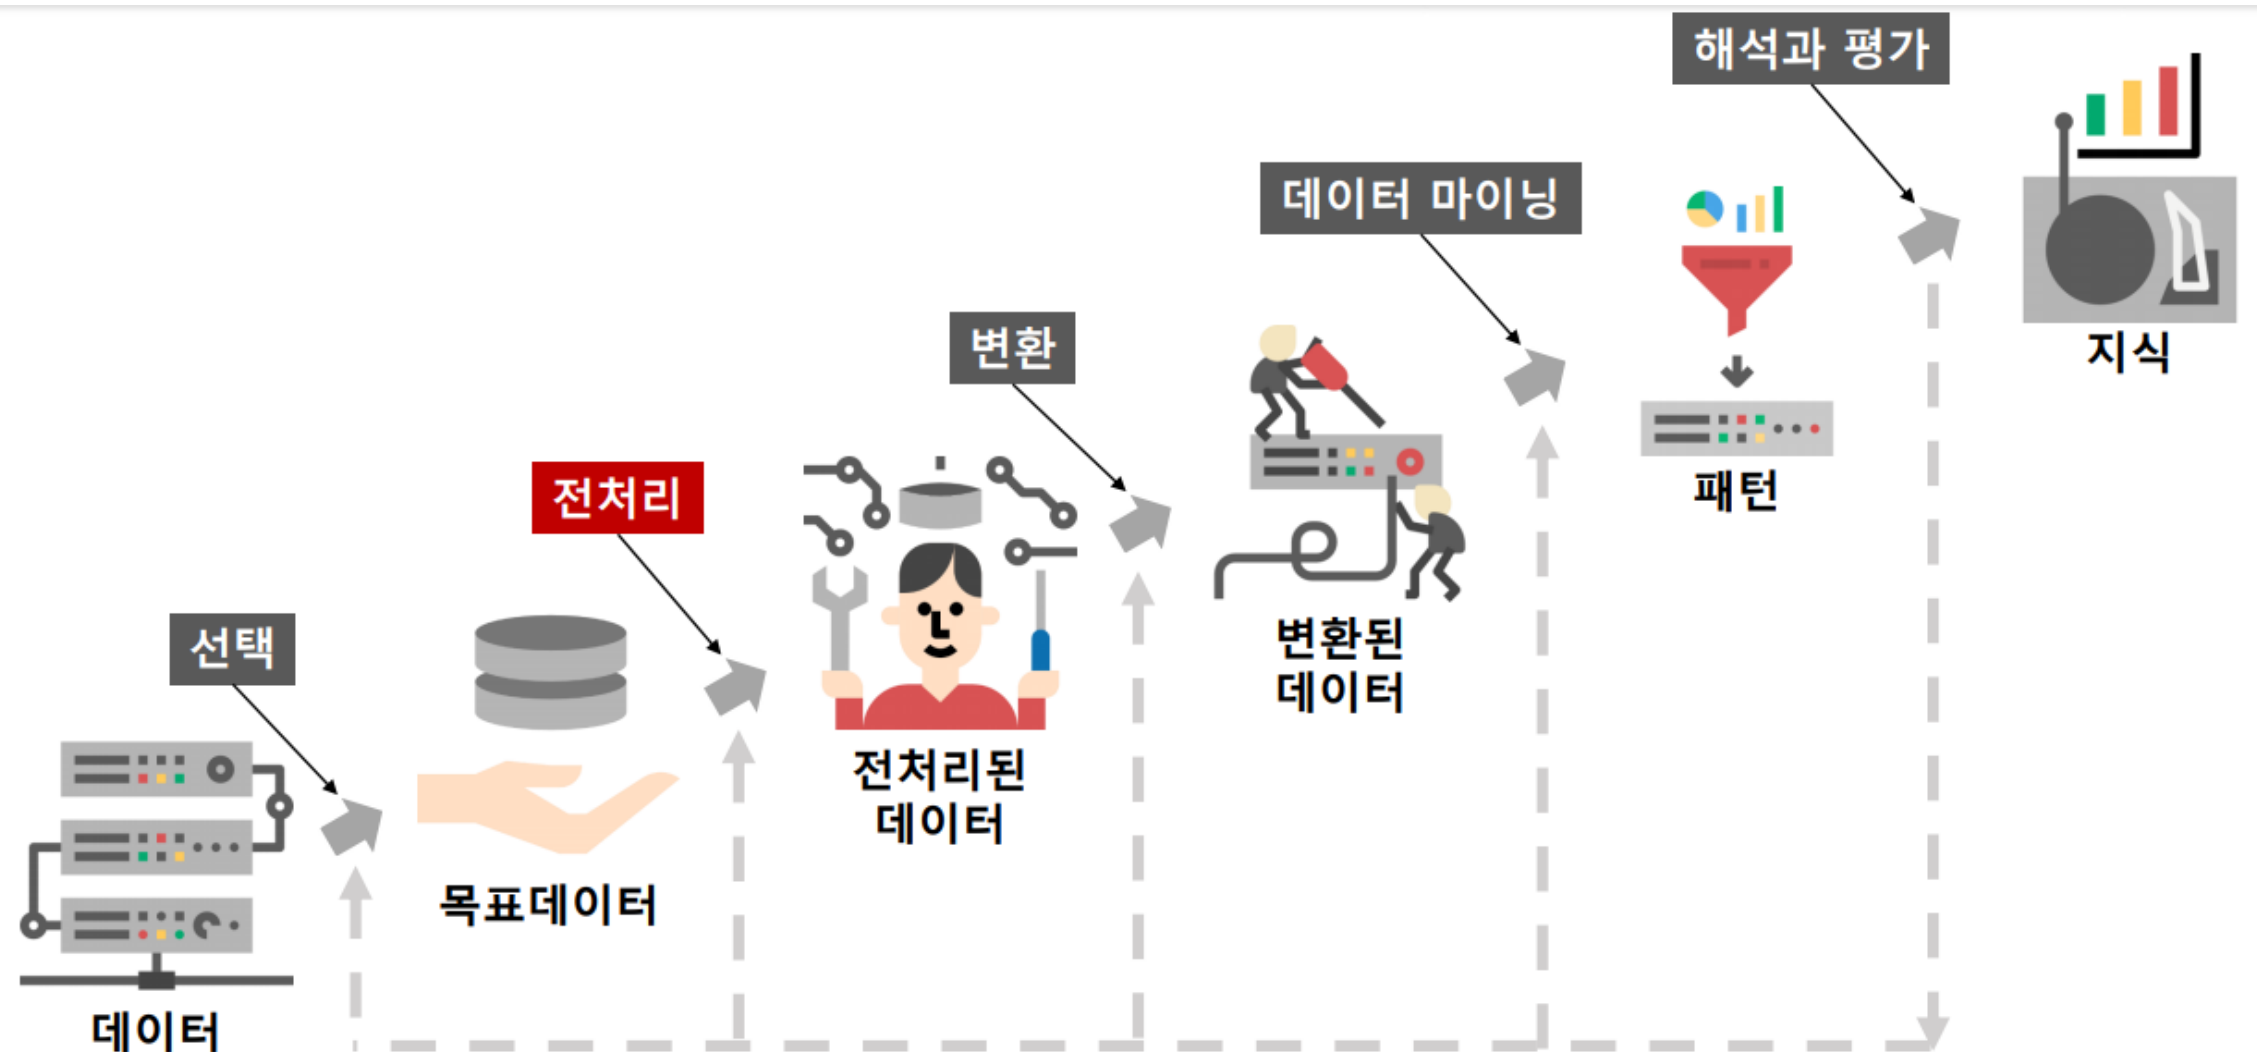 해석과 평가
데이터 마이닝
변환
전처리
선택
데이터
목표데이터
전처리된
데이터
변환된
데이터
패턴
지식